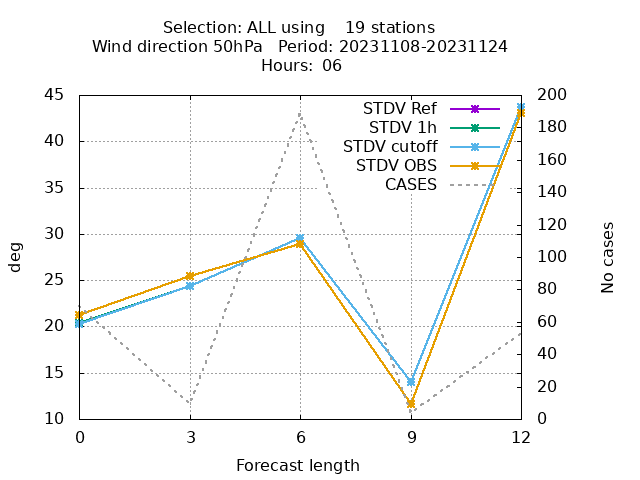 Selection: ALL using    19 stations
Wind direction 50hPa   Period: 20231108-20231124
Hours:  06
45
40
35
30
25
20
15
10
200
180
160
140
120
100
80
60
40
20
0
STDV Ref
STDV 1h
STDV cutoff
STDV OBS
CASES
deg
No cases
0
3
6
9
12
Forecast length